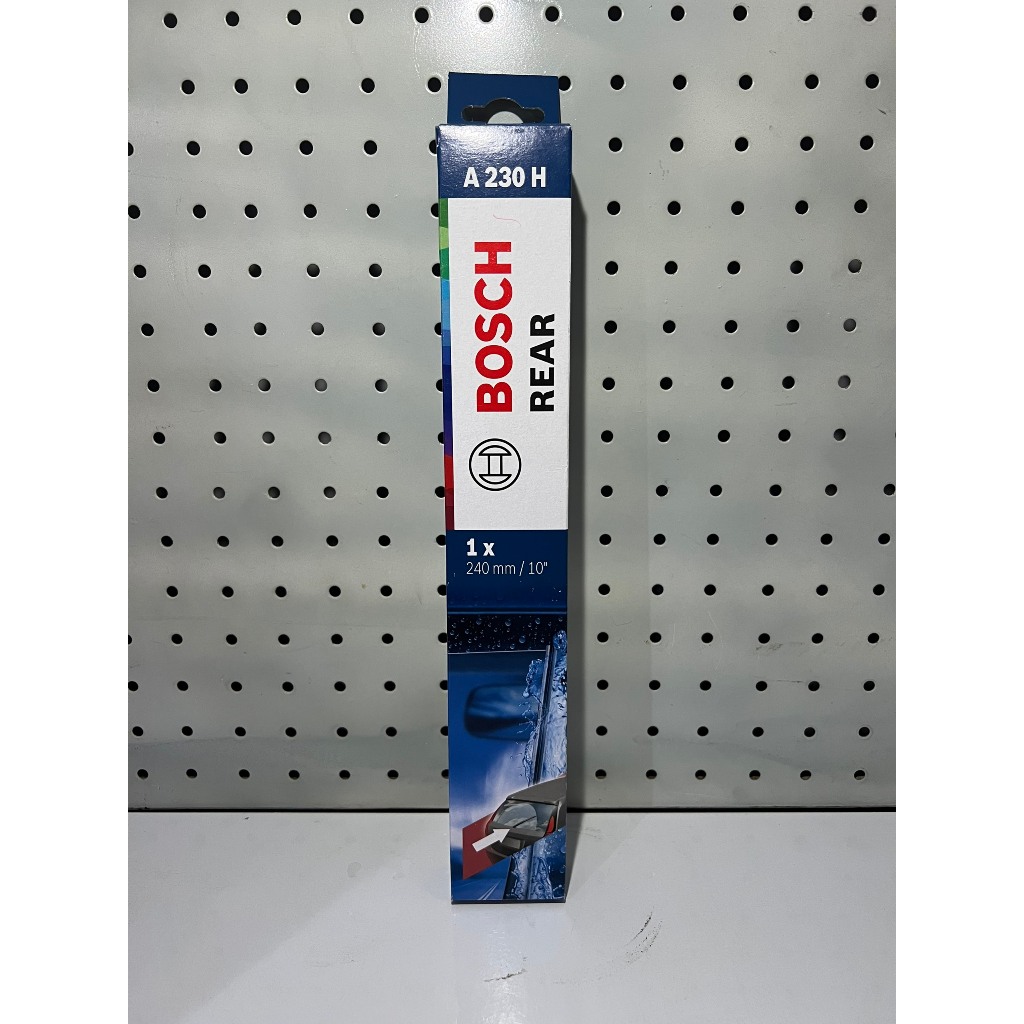 A 230 H
BOSCH
REAR
1 x
240 mm / 10"